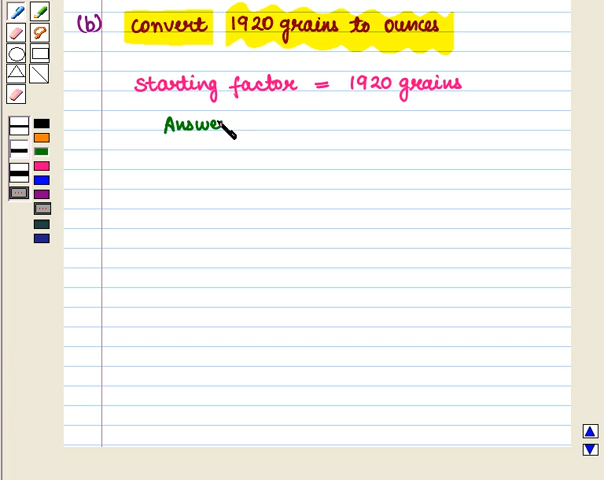 (b) Convert 1920 grains to ounces
Starting factor = 1920 grains
Answe